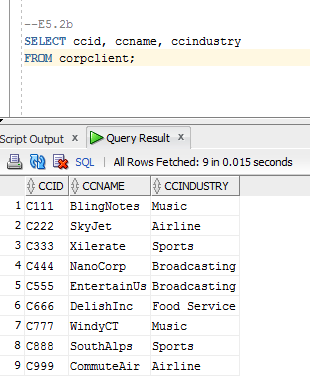 --E5.2b
SELECT ccid, ccname, ccindustry
FROM corpclient;
Script Output x Query Result x
SQL | All Rows Fetched: 9 in 0.015 seconds
CCID CCNAME CCINDUSTRY
1 C111 BlingNotes Music
2 C222 SkyJet Airline
3 C333 Xilerate Sports
4 C444 NanoCorp Broadcasting
5 C555 EntertainUs Broadcasting
6 C666 DelishInc Food Service
7 C777 WindyCT Music
8 C888 SouthAlps Sports
9 C999 CommuteAir Airline